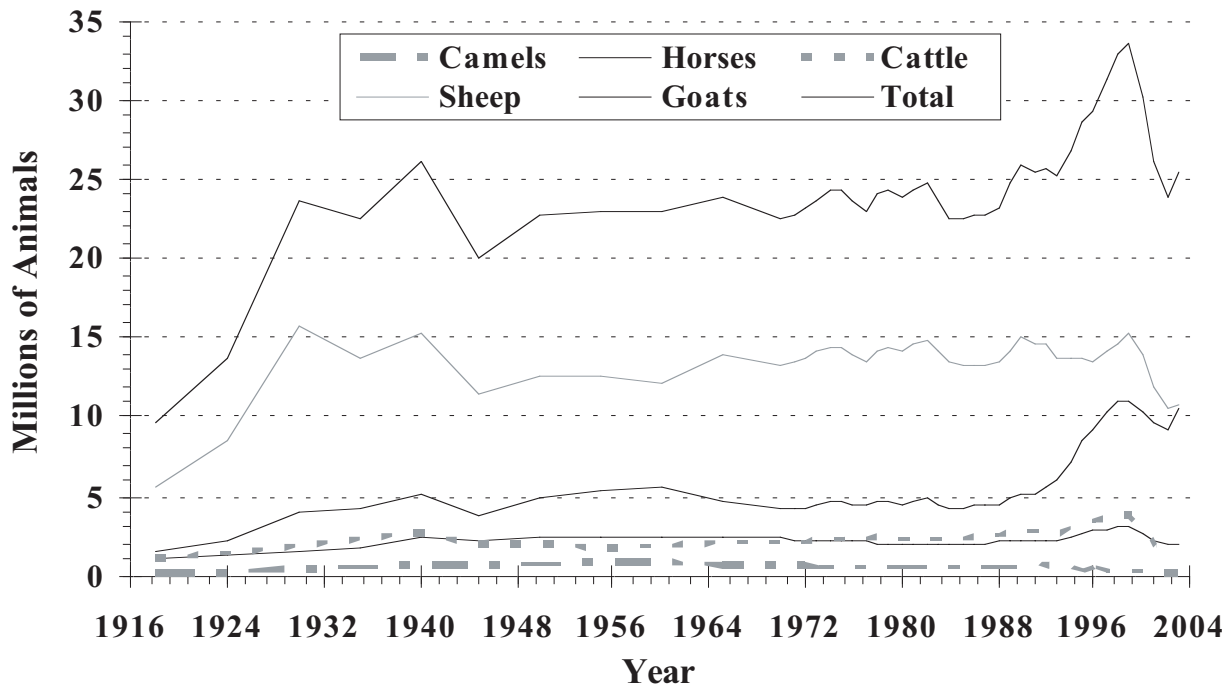 35
30
25
20
15
10
5
0
Millions of Animals
Camels Horses Cattle
Sheep Goats Total
1916 1924 1932 1940 1948 1956 1964 1972 1980 1988 1996 2004
Year